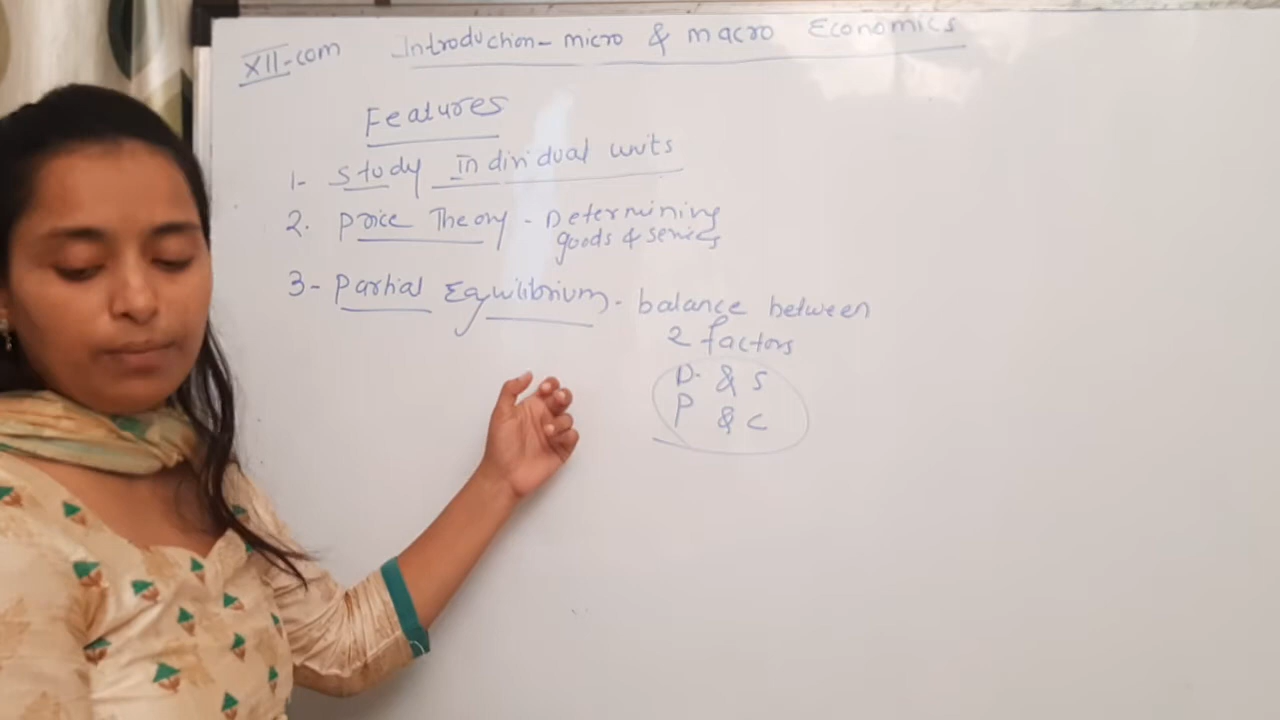 XII-com Introduction- micro & macro Economics
Features
1- Study Individual units
2. Price Theory - Determining
goods & services
3- Partial Equilibrium - balance between
2 factors
D. & S
P & C